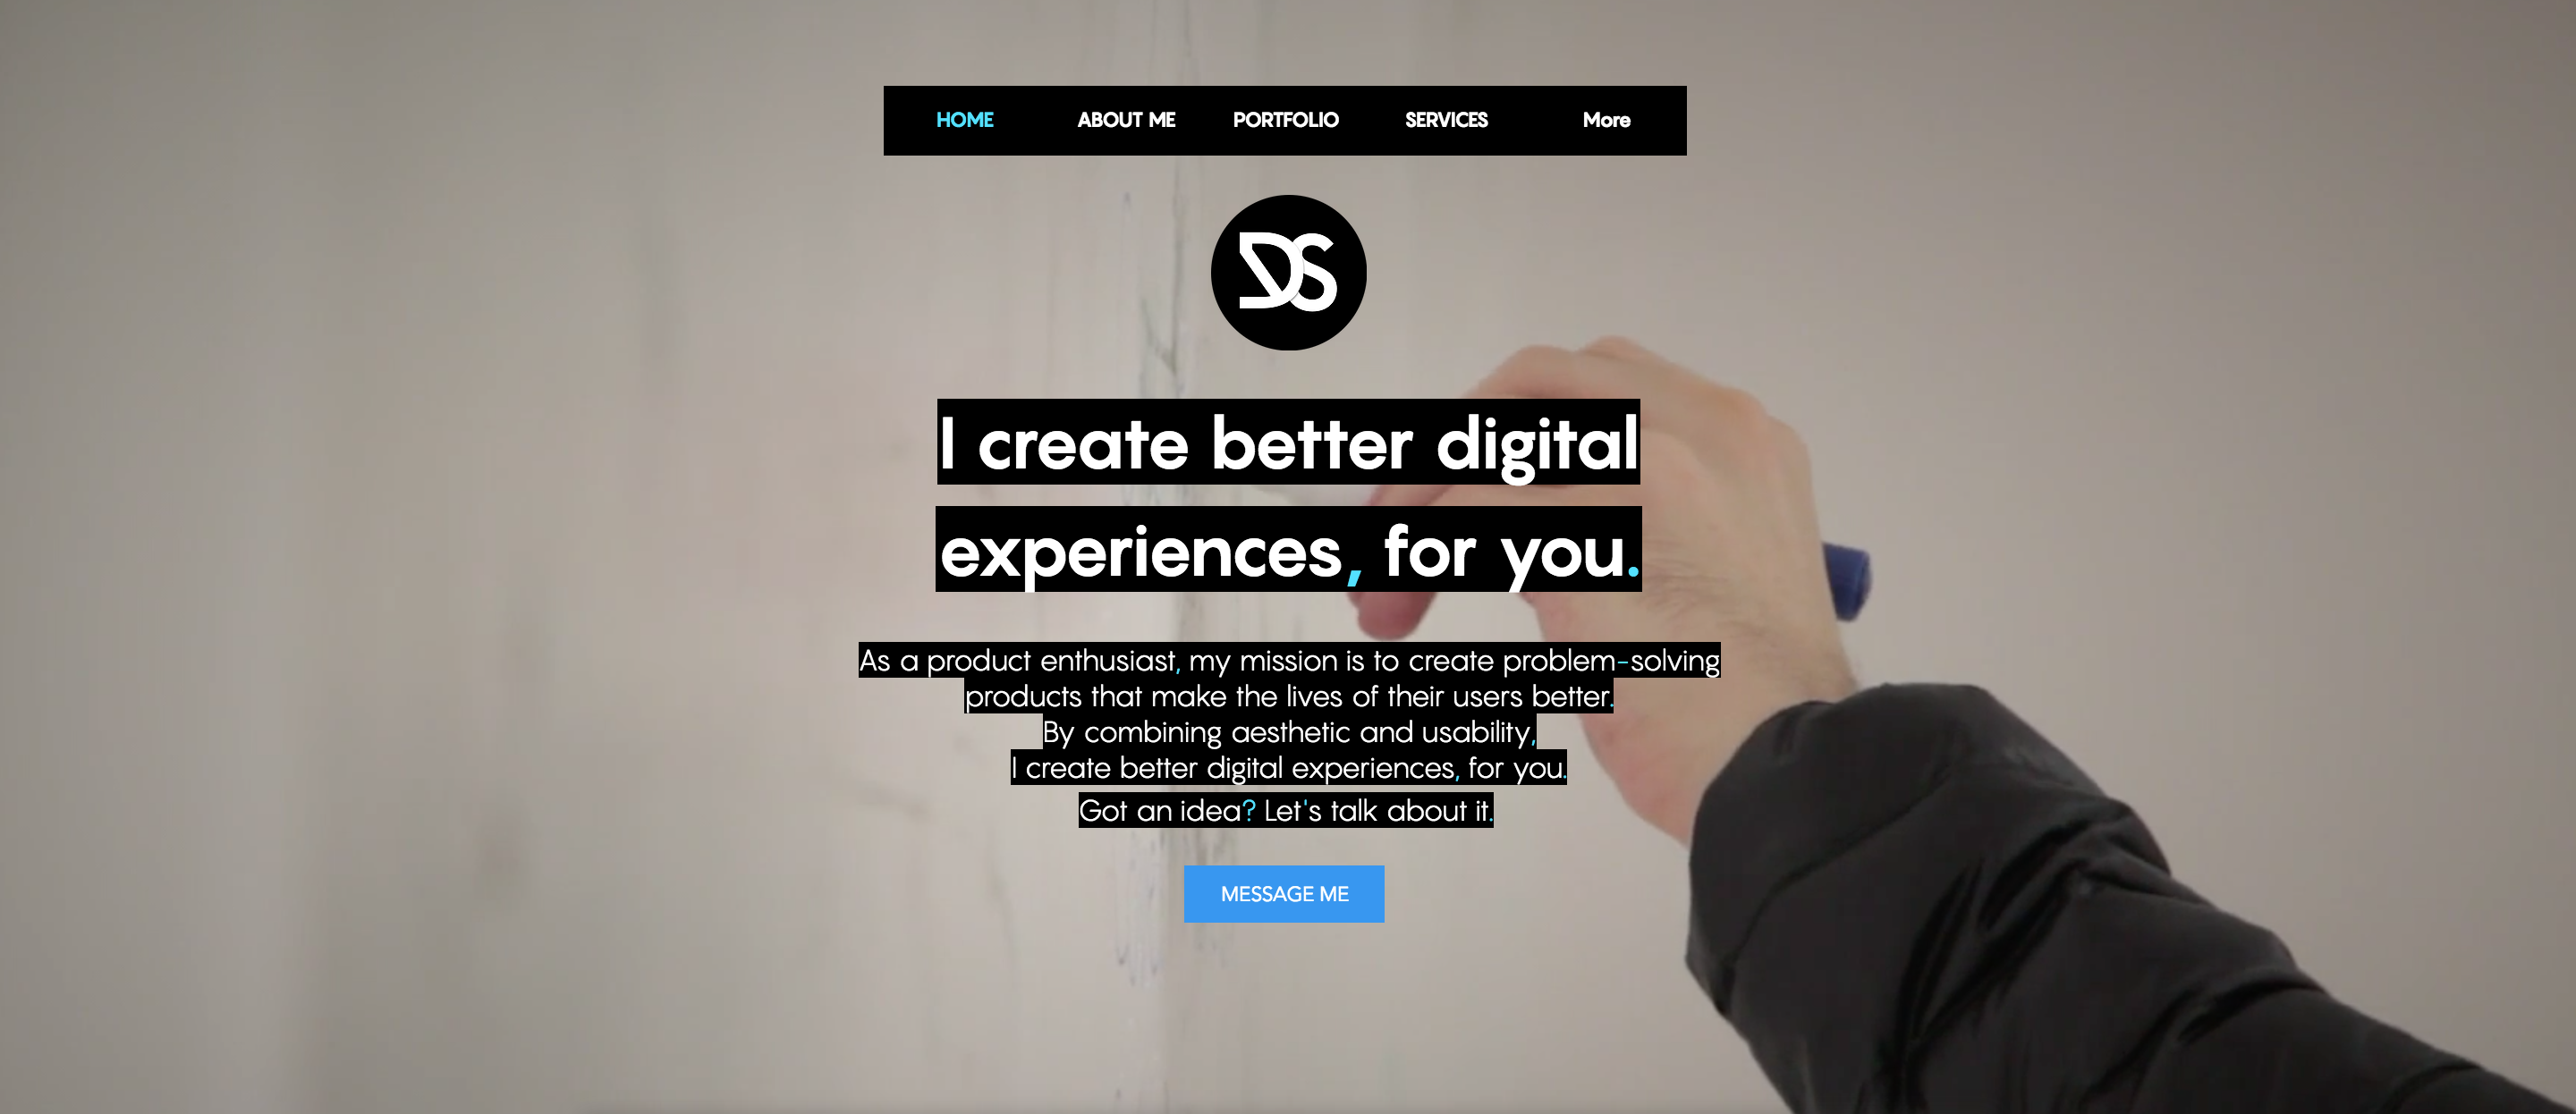 HOME ABOUT ME PORTFOLIO SERVICES More
DS
I create better digital
experiences, for you.
As a product enthusiast, my mission is to create problem-solving
products that make the lives of their users better.
By combining aesthetic and usability,
I create better digital experiences, for you.
Got an idea? Let's talk about it.
MESSAGE ME